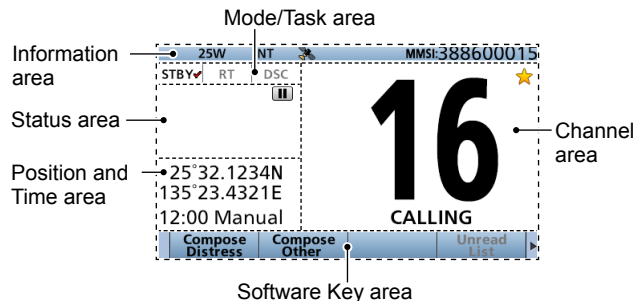 Mode/Task area
Information area
25W NT MMSI:388600015
STBY✔ RT DSC
Status area
16
Channel area
Position and Time area
25°32.1234N
135°23.4321E
12:00 Manual
CALLING
Compose Distress
Compose Other
Unread List
Software Key area